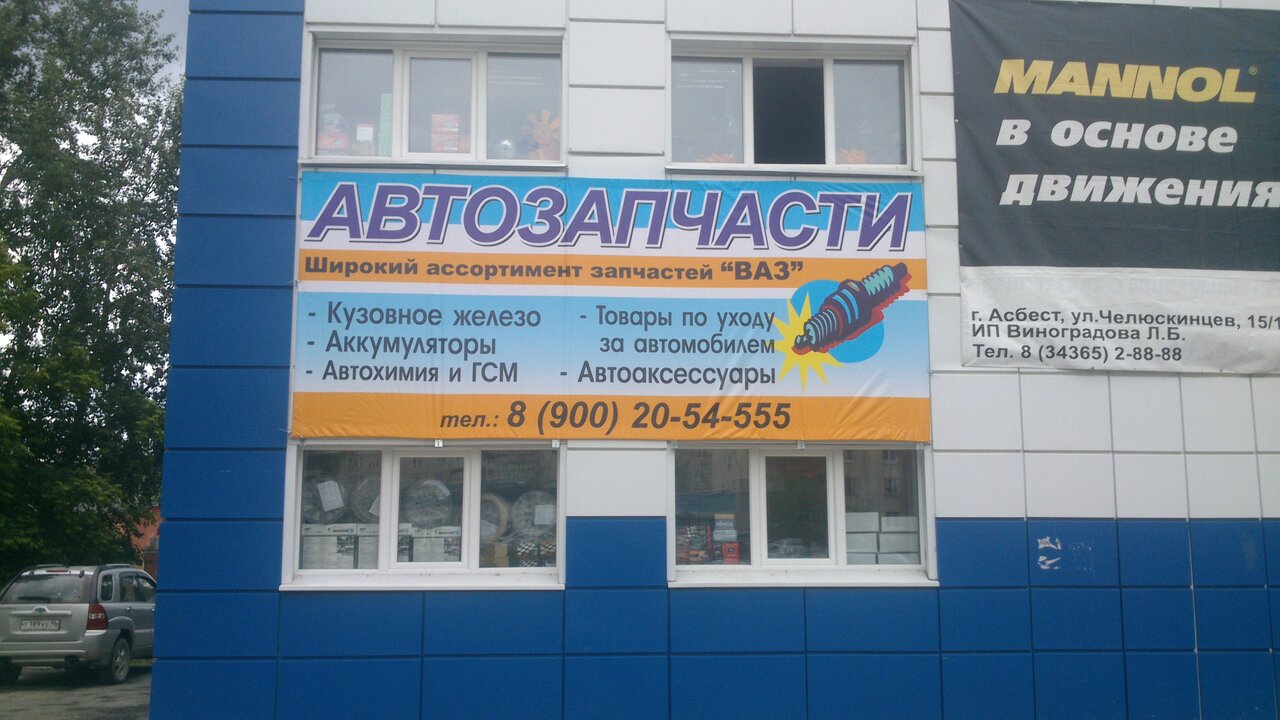 АВТОЗАПЧАСТИ
Широкий ассортимент запчастей “ВАЗ”
- Кузовное железо
- Аккумуляторы
- Автохимия и ГСМ
- Товары по уходу
за автомобилем
- Автоаксессуары
тел.: 8 (900) 20-54-555
MANNOL®
в основе
движения
г. Асбест, ул.Челюскинцев, 15/1
ИП Виноградова Л.Б.
Тел. 8 (34365) 2-88-88